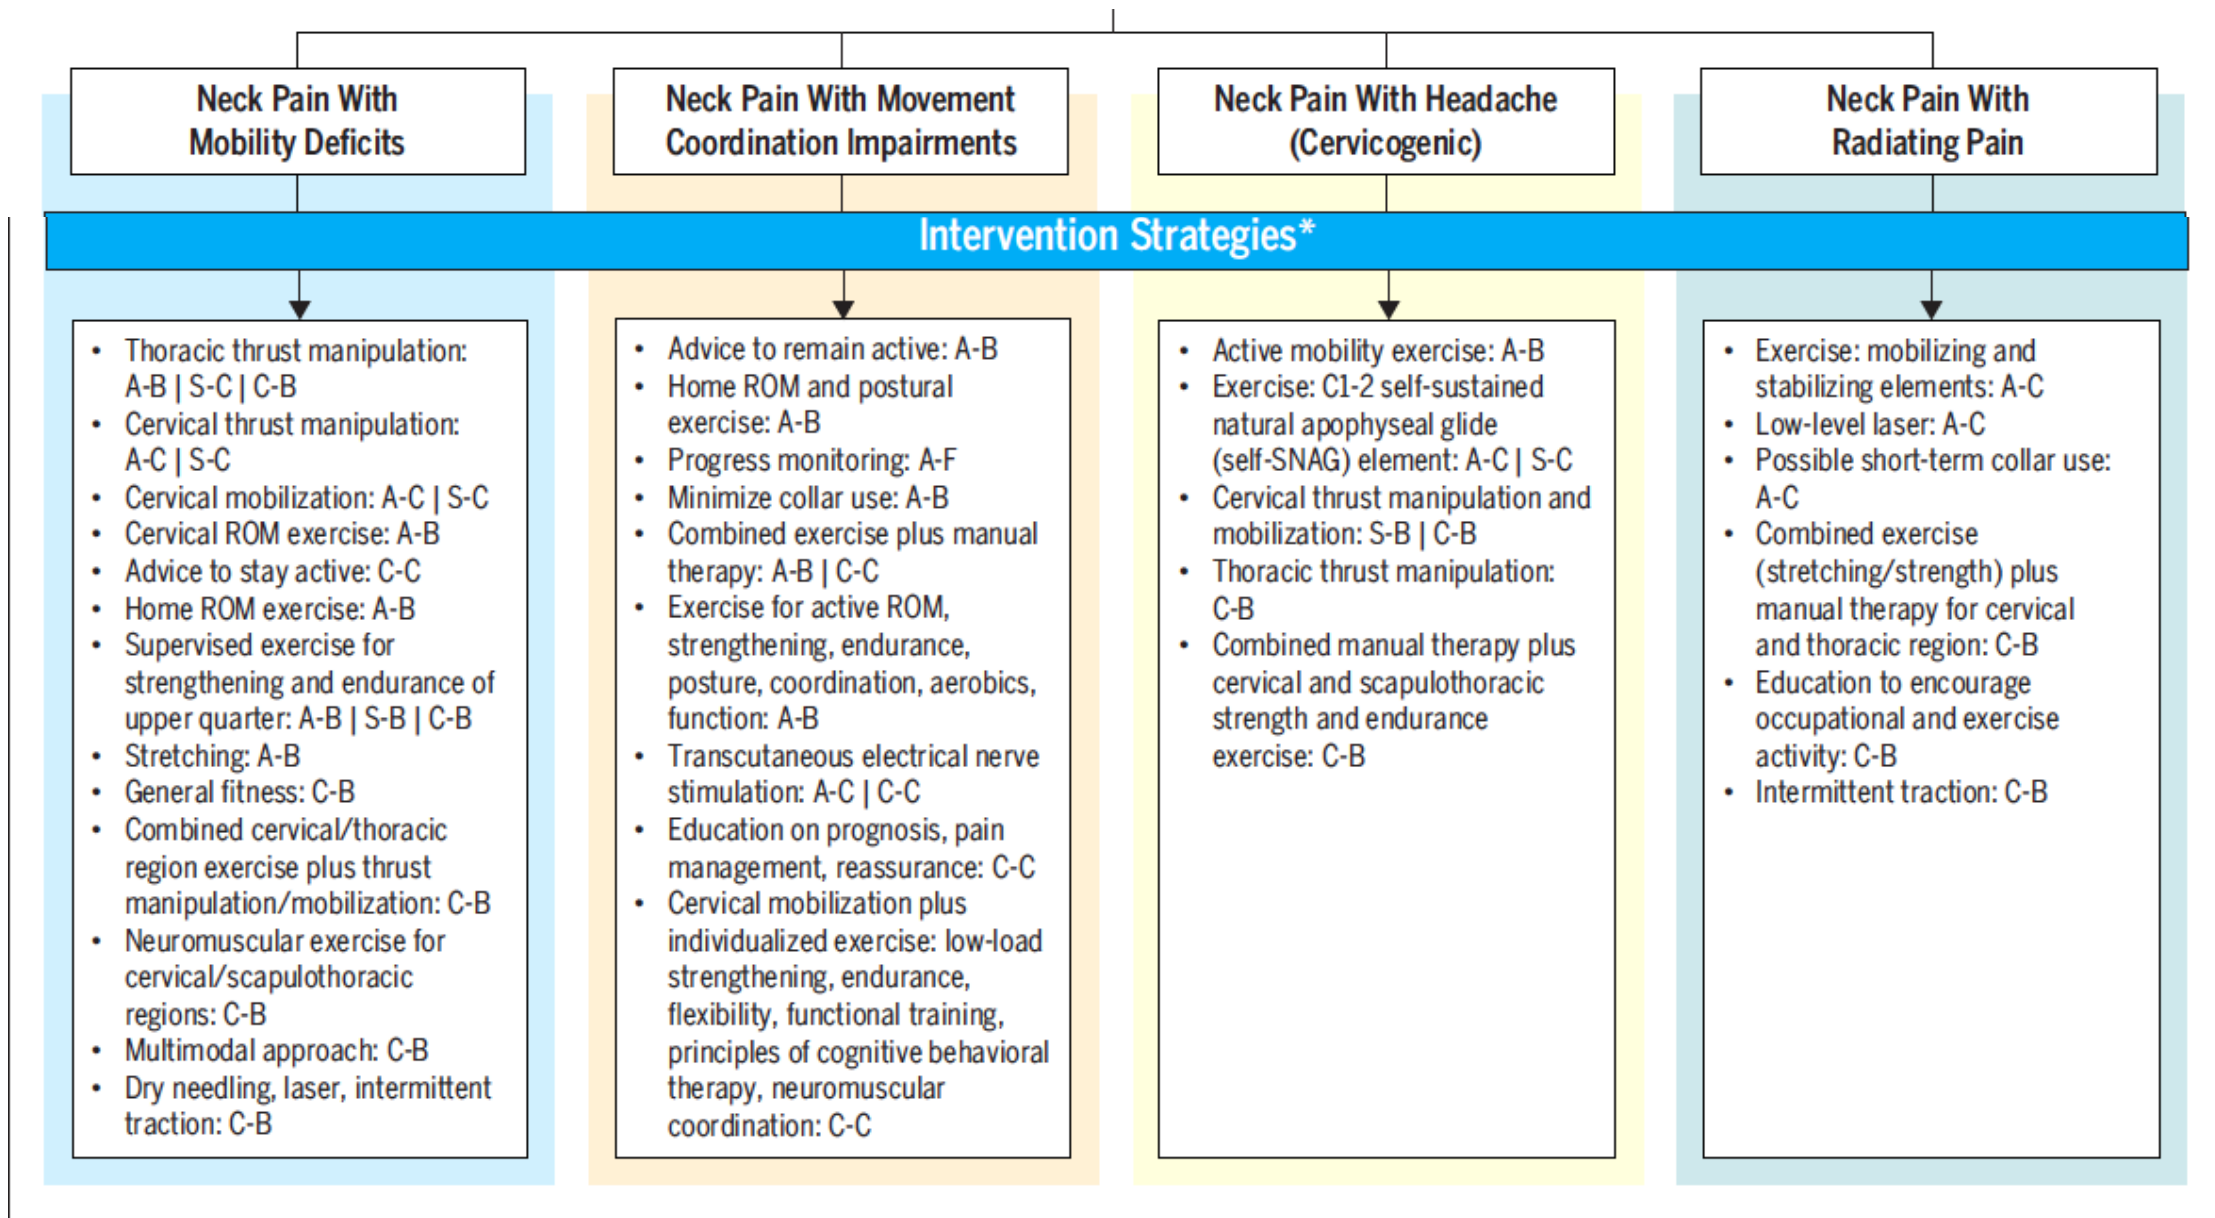 Neck Pain With
Mobility Deficits
Neck Pain With Movement
Coordination Impairments
Neck Pain With Headache
(Cervicogenic)
Neck Pain With
Radiating Pain
Intervention Strategies*
• Thoracic thrust manipulation:
A-B | S-C | C-B
• Cervical thrust manipulation:
A-C | S-C
• Cervical mobilization: A-C | S-C
• Cervical ROM exercise: A-B
• Advice to stay active: C-C
• Home ROM exercise: A-B
• Supervised exercise for
strengthening and endurance of
upper quarter: A-B | S-B | C-B
• Stretching: A-B
• General fitness: C-B
• Combined cervical/thoracic
region exercise plus thrust
manipulation/mobilization: C-B
• Neuromuscular exercise for
cervical/scapulothoracic
regions: C-B
• Multimodal approach: C-B
• Dry needling, laser, intermittent
traction: C-B
• Advice to remain active: A-B
• Home ROM and postural
exercise: A-B
• Progress monitoring: A-F
• Minimize collar use: A-B
• Combined exercise plus manual
therapy: A-B | C-C
• Exercise for active ROM,
strengthening, endurance,
posture, coordination, aerobics,
function: A-B
• Transcutaneous electrical nerve
stimulation: A-C | C-C
• Education on prognosis, pain
management, reassurance: C-C
• Cervical mobilization plus
individualized exercise: low-load
strengthening, endurance,
flexibility, functional training,
principles of cognitive behavioral
therapy, neuromuscular
coordination: C-C
• Active mobility exercise: A-B
• Exercise: C1-2 self-sustained
natural apophyseal glide
(self-SNAG) element: A-C | S-C
• Cervical thrust manipulation and
mobilization: S-B | C-B
• Thoracic thrust manipulation:
C-B
• Combined manual therapy plus
cervical and scapulothoracic
strength and endurance
exercise: C-B
• Exercise: mobilizing and
stabilizing elements: A-C
• Low-level laser: A-C
• Possible short-term collar use:
A-C
• Combined exercise
(stretching/strength) plus
manual therapy for cervical
and thoracic region: C-B
• Education to encourage
occupational and exercise
activity: C-B
• Intermittent traction: C-B